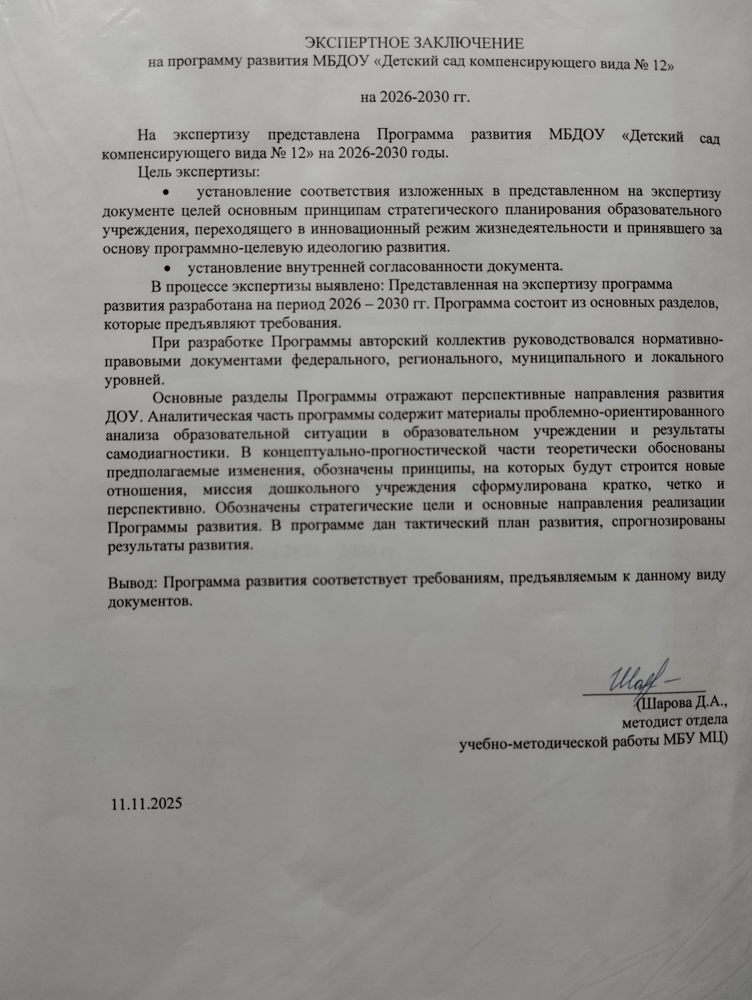 ЭКСПЕРТНОЕ ЗАКЛЮЧЕНИЕ
на программу развития МБДОУ «Детский сад компенсирующего вида № 12»
на 2026-2030 гг.
На экспертизу представлена Программа развития МБДОУ «Детский сад
компенсирующего вида № 12» на 2026-2030 годы.
Цель экспертизы:
• установление соответствия изложенных в представленном на экспертизу
документе целей основным принципам стратегического планирования образовательного
учреждения, переходящего в инновационный режим жизнедеятельности и принявшего за
основу программно-целевую идеологию развития.
• установление внутренней согласованности документа.
В процессе экспертизы выявлено: Представленная на экспертизу программа
развития разработана на период 2026 – 2030 гг. Программа состоит из основных разделов,
которые предъявляют требования.
При разработке Программы авторский коллектив руководствовался нормативно-
правовыми документами федерального, регионального, муниципального и локального
уровней.
Основные разделы Программы отражают перспективные направления развития
ДОУ. Аналитическая часть программы содержит материалы проблемно-ориентированного
анализа образовательной ситуации в образовательном учреждении и результаты
самодиагностики. В концептуально-прогностической части теоретически обоснованы
предполагаемые изменения, обозначены принципы, на которых будут строится новые
отношения, миссия дошкольного учреждения сформулирована кратко, четко и
перспективно. Обозначены стратегические цели и основные направления реализации
Программы развития. В программе дан тактический план развития, спрогнозированы
результаты развития.
Вывод: Программа развития соответствует требованиям, предъявляемым к данному виду
документов.
(Шарова Д.А.,
методист отдела
учебно-методической работы МБУ МЦ)
11.11.2025